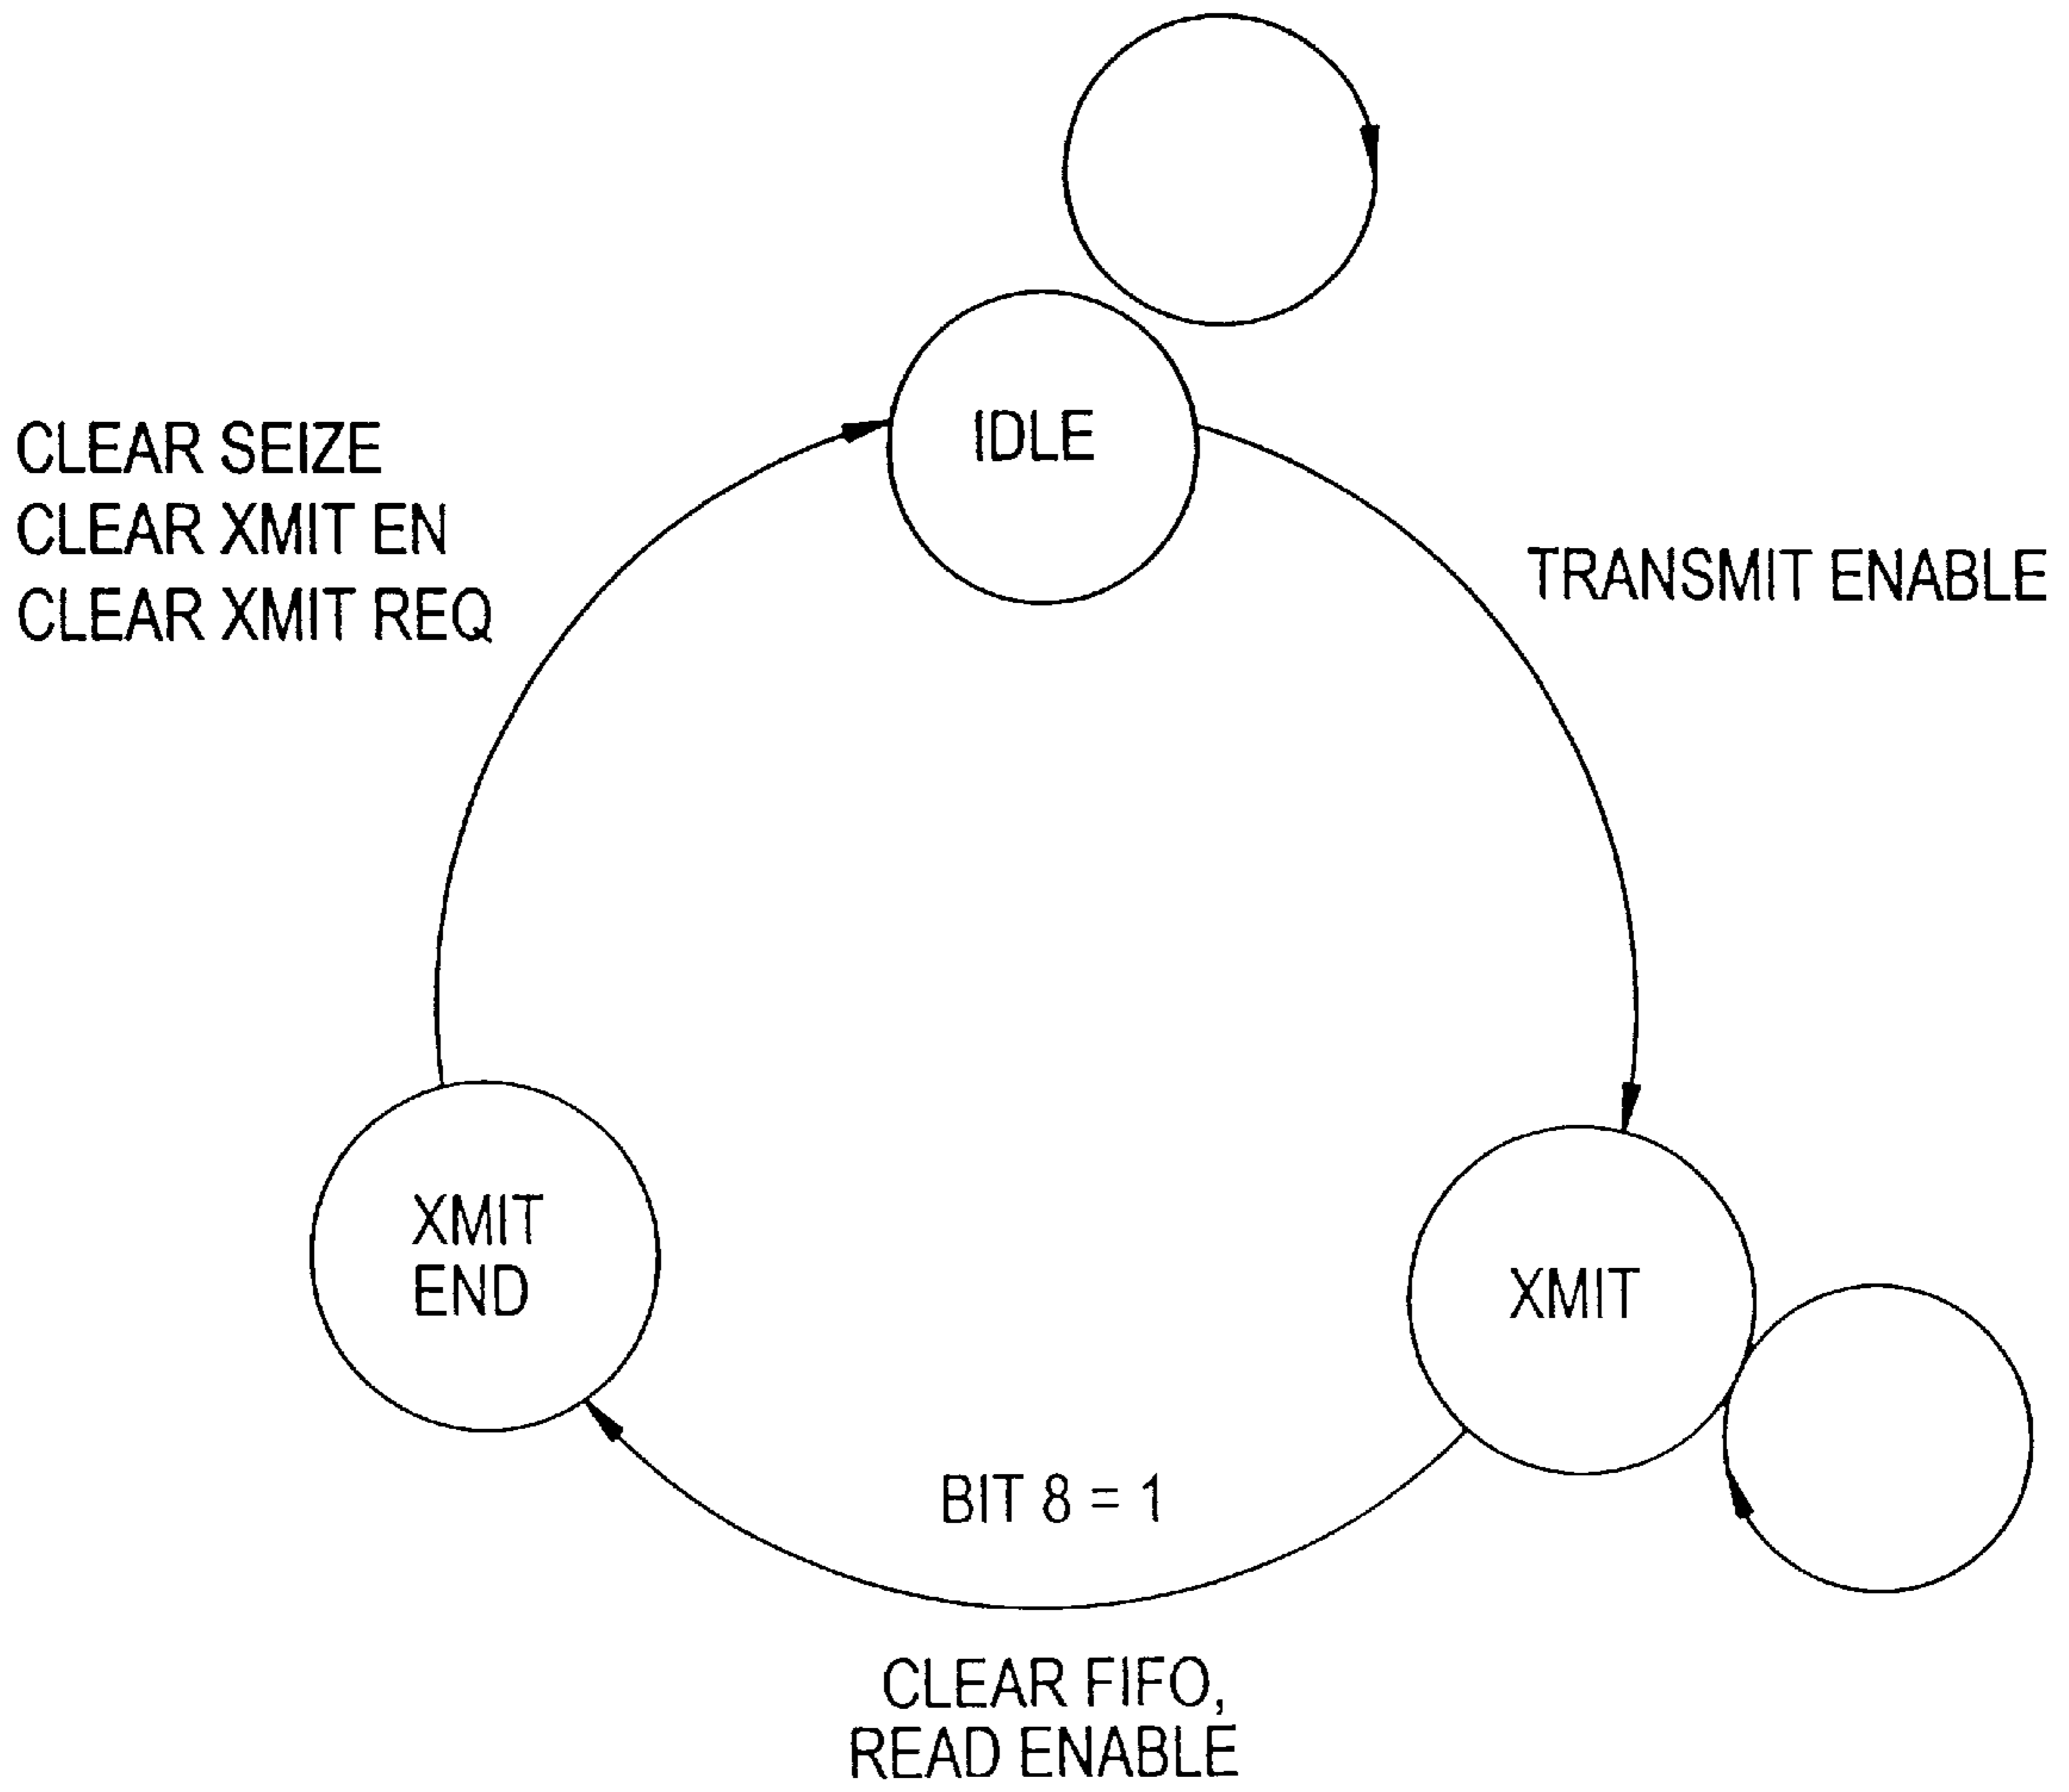 IDLE
CLEAR SEIZE
CLEAR XMIT EN
CLEAR XMIT REQ
TRANSMIT ENABLE
XMIT
END
XMIT
BIT 8 = 1
CLEAR FIFO,
READ ENABLE